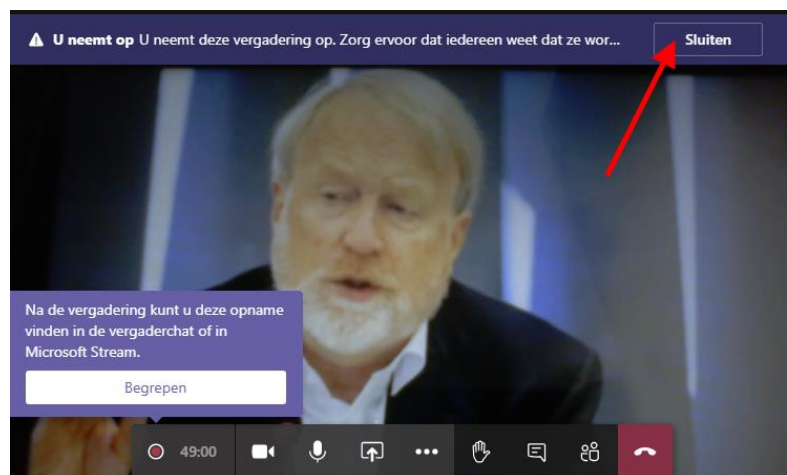 U neemt op U neemt deze vergadering op. Zorg ervoor dat iedereen weet dat ze wor...
Sluiten
Na de vergadering kunt u deze opname
vinden in de vergaderchat of in
Microsoft Stream.
Begrepen
49:00